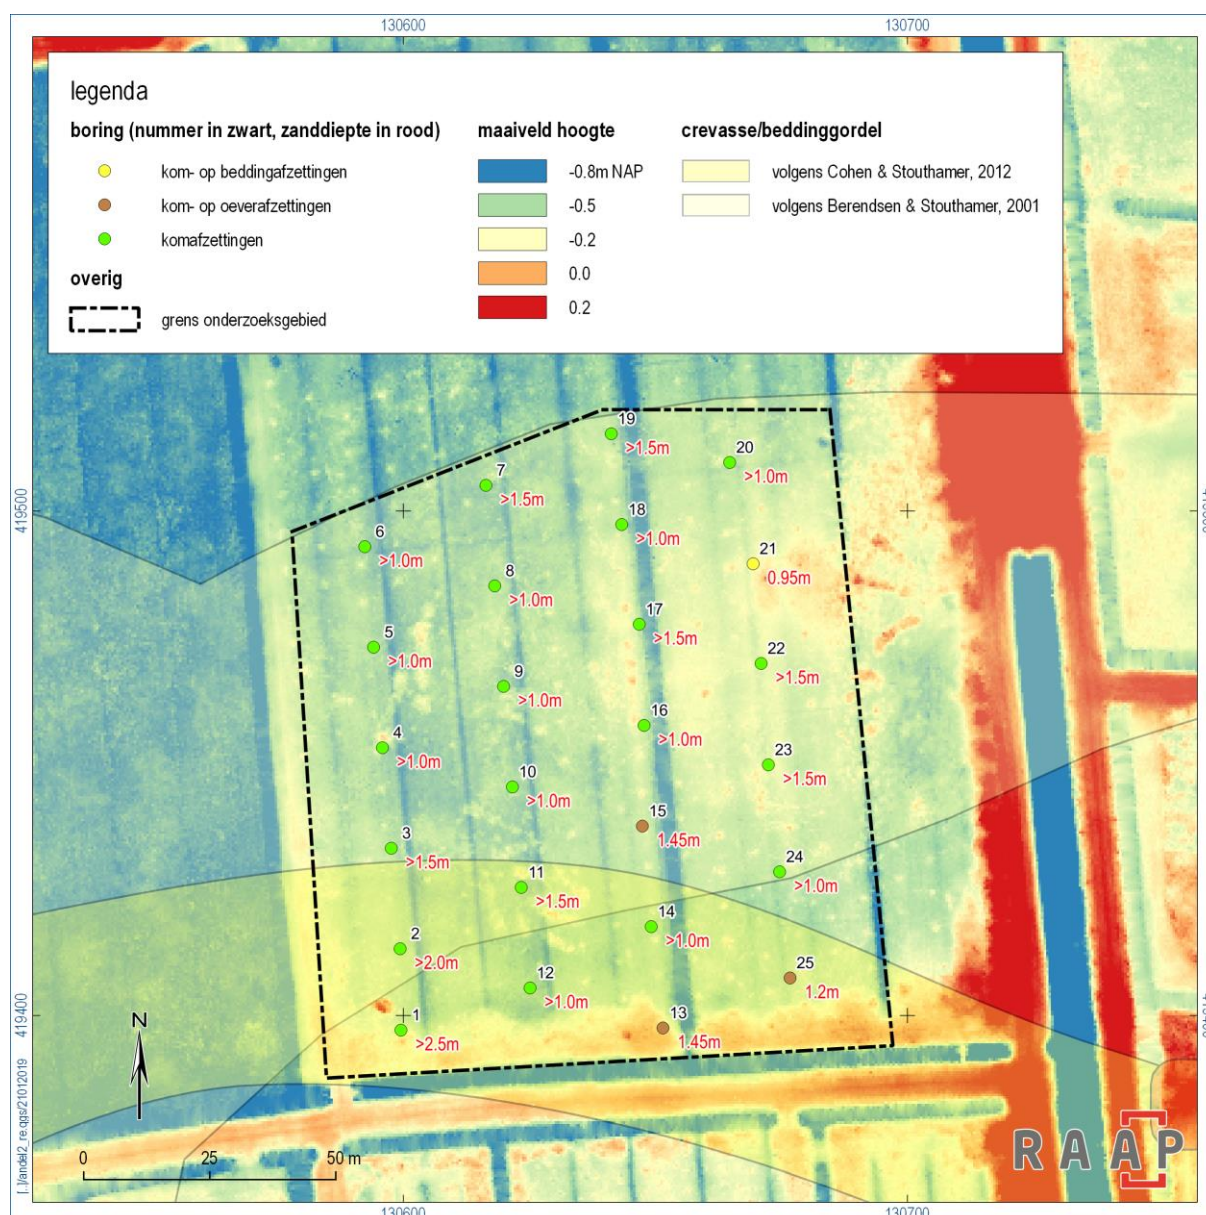 130600 130700
legenda
boring (nummer in zwart, zanddiepte in rood)
kom- op beddingafzettingen
kom- op oeverafzettingen
komafzettingen
overig
grens onderzoeksgebied
maaiveld hoogte
-0.8m NAP
-0.5
-0.2
0.0
0.2
crevasse/beddinggordel
volgens Cohen & Stouthamer, 2012
volgens Berendsen & Stouthamer, 2001
19
>1.5m
20
>1.0m
7
>1.5m
419500
18
>1.0m
6
>1.0m
21
0.95m
8
>1.0m
17
>1.5m
5
>1.0m
22
>1.5m
9
>1.0m
16
>1.0m
4
>1.0m
23
>1.5m
10
>1.0m
15
1.45m
3
>1.5m
24
>1.0m
11
>1.5m
14
>1.0m
2
>2.0m
25
1.2m
12
>1.0m
419400
13
1.45m
1
>2.5m
N
0 25 50 m
RAAP
130600 130700